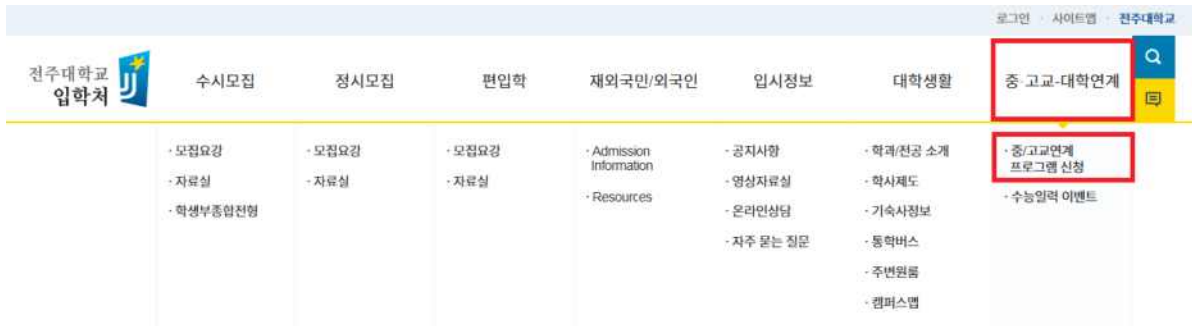 로그인 · 사이트맵 · 전주대학교
전주대학교
입학처
수시모집 정시모집 편입학 재외국민/외국인 입시정보 대학생활 중 고교-대학연계
· 모집요강
· 자료실
· 학생부종합전형
· 모집요강
· 자료실
· 모집요강
· 자료실
· Admission
Information
· Resources
· 공지사항
· 영상자료실
· 온라인상담
· 자주 묻는 질문
· 학과/전공 소개
· 학사제도
· 기숙사정보
· 통학버스
· 주변원룸
· 캠퍼스맵
· 중/고교연계
프로그램 신청
· 수능일력 이벤트